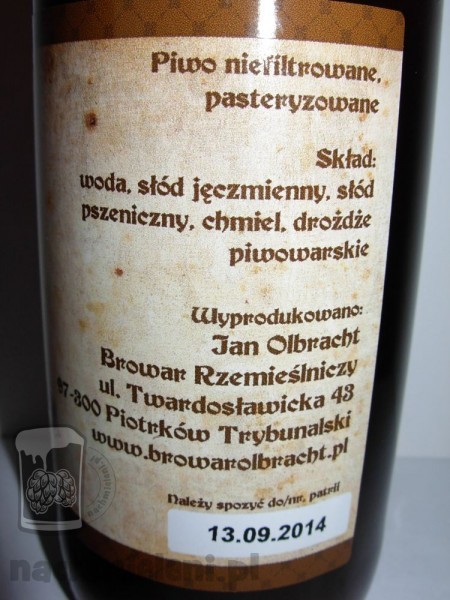 Piwo niefiltrowane,
pasteryzowane
Skład:
woda, słód jęczmienny, słód
pszeniczny, chmiel, drożdże
piwowarskie
Wyprodukowano:
Jan Olbracht
Browar Rzemieślniczy
ul. Twardosławicka 43
97-300 Piotrków Trybunalski
www.browarolbracht.pl
Należy spożyć do/nr. patrii
13.09.2014